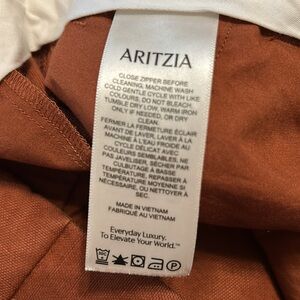 ARITZIA
CLOSE ZIPPER BEFORE
CLEANING, MACHINE WASH
COLD GENTLE CYCLE WITH LIKE
COLOURS, DO NOT BLEACH,
TUMBLE DRY LOW, WARM IRON
ONLY IF NEEDED, OR DRY
CLEAN.
FERMER LA FERMETURE ÉCLAIR
AVANT DE LAVER, LAVER À LA
MACHINE À L'EAU FROIDE AU
CYCLE DÉLICAT AVEC
COULEURS SEMBLABLES, NE
PAS JAVELISER, SÉCHER PAR
CULBUTAGE À BASSE
TEMPÉRATURE, REPASSER À
TEMPÉRATURE MOYENNE SI
NÉCESSAIRE, OU NETTOYER À
SEC.
MADE IN VIETNAM
FABRIQUÉ AU VIETNAM
Everyday Luxury.
To Elevate Your World.™
P